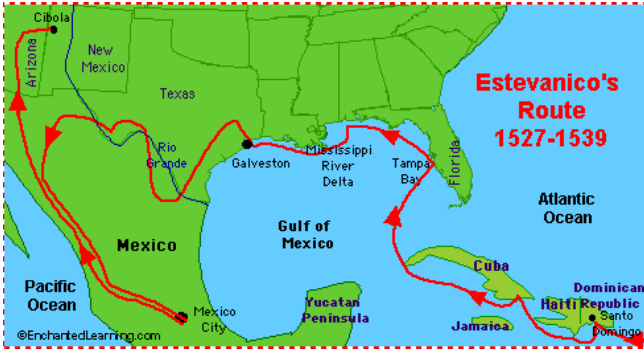 Cibola
Arizona
New
Mexico
Texas
Estevanico's
Route
1527-1539
Rio
Grande
Galveston
Mississippi
River
Delta
Tampa
Bay
Florida
Atlantic
Ocean
Gulf of
Mexico
Mexico
Cuba
Pacific
Ocean
Yucatan
Peninsula
Dominican
Haiti Republic
Jamaica
Santo
Domingo
Mexico
City
©EnchantedLearning.com